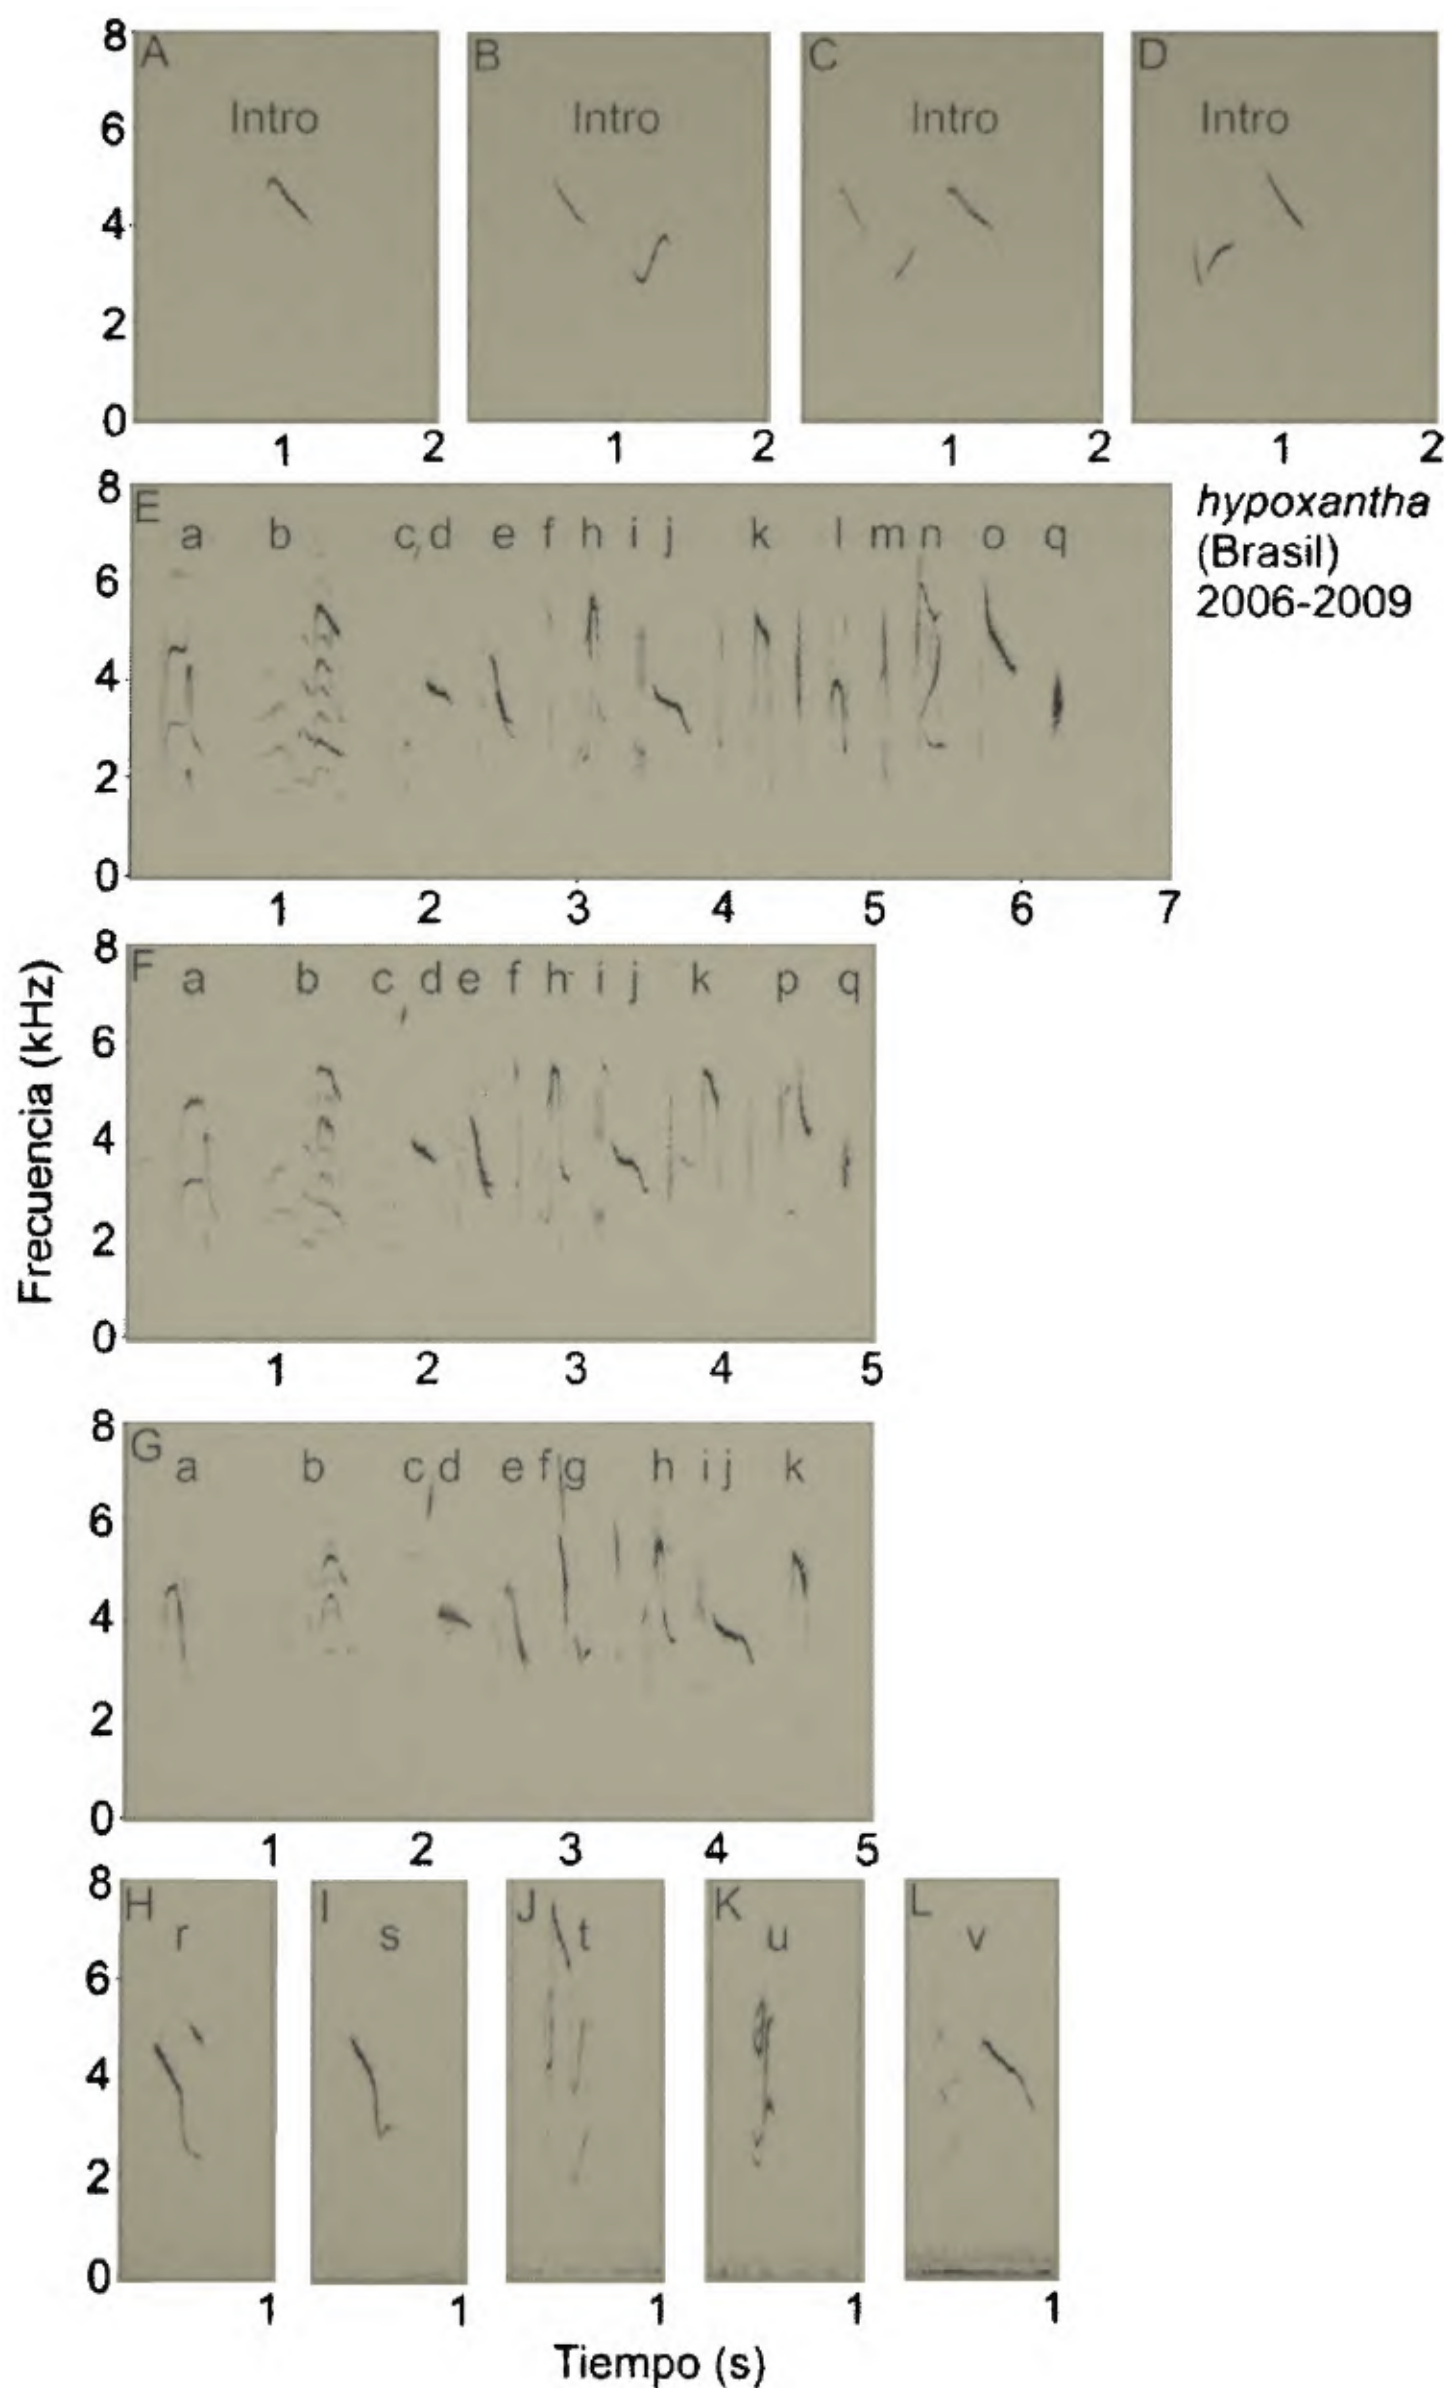 8 A B C D
Intro Intro Intro Intro
6
4
2
0
1 2 1 2 1 2 1 2
8 E
a b c, d e f h i j k l m n o q
6
4
2
0
1 2 3 4 5 6 7
hypoxantha
(Brasil)
2006-2009
Frecuencia (kHz)
8 F
a b c d e f h i j k p q
6
4
2
0
1 2 3 4 5
8 G
a b c d e f g h i j k
6
4
2
0
1 2 3 4 5
8 H I J K L
r s t u v
6
4
2
0
1 1 1 1 1
Tiempo (s)